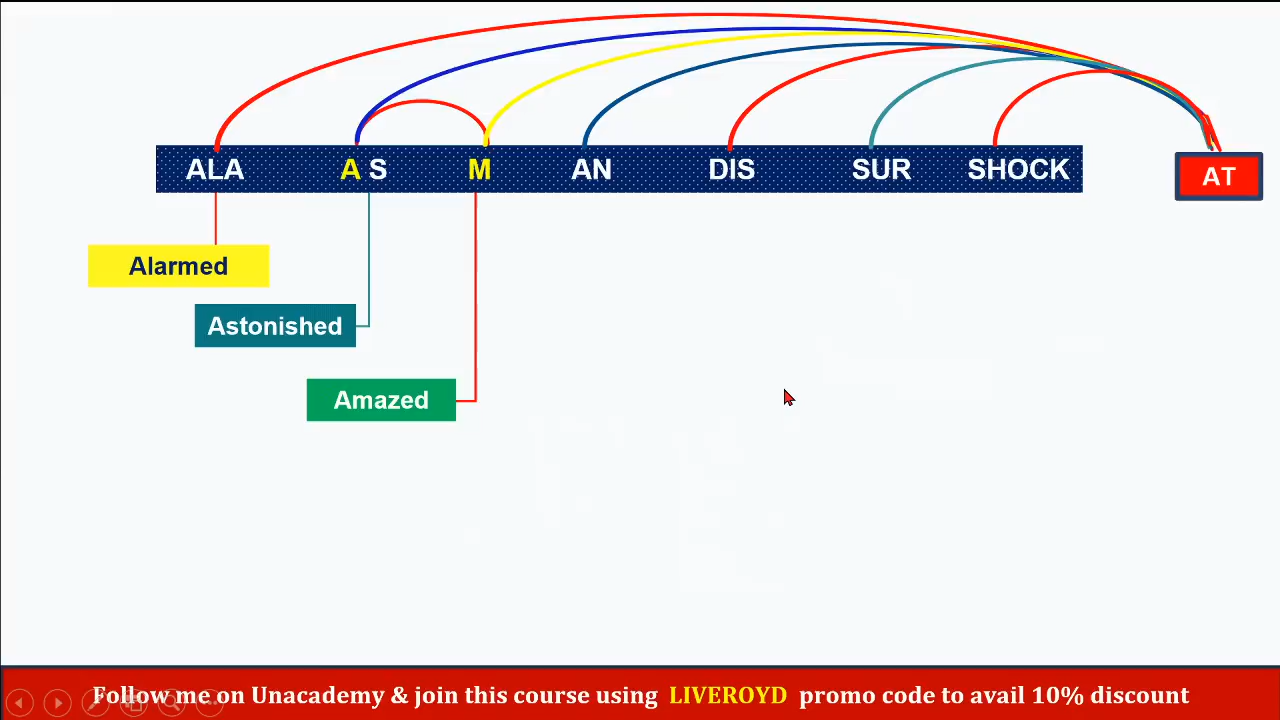 ALA A S M AN DIS SUR SHOCK AT
Alarmed
Astonished
Amazed
Follow me on Unacademy & join this course using LIVEROYD promo code to avail 10% discount